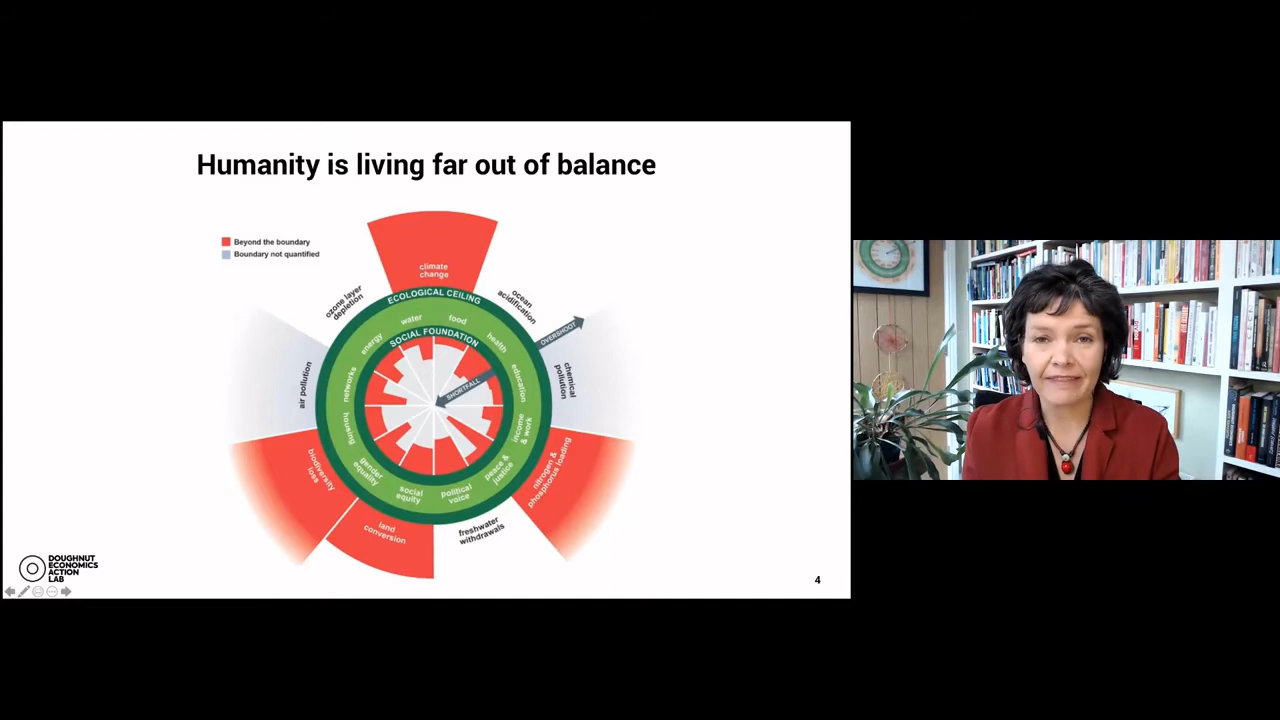 Humanity is living far out of balance
Beyond the boundary
Boundary not quantified
climate
change
ozone layer
depletion
ocean
acidification
ECOLOGICAL CEILING
water
food
energy
health
SOCIAL FOUNDATION
OVERSHOOT
air pollution
networks
SHORTFALL
education
chemical
pollution
housing
income
& work
biodiversity
loss
gender
equality
social
equity
political
voice
peace &
justice
nitrogen &
phosphorus loading
land
conversion
freshwater
withdrawals
DOUGHNUT
ECONOMICS
ACTION
LAB
4